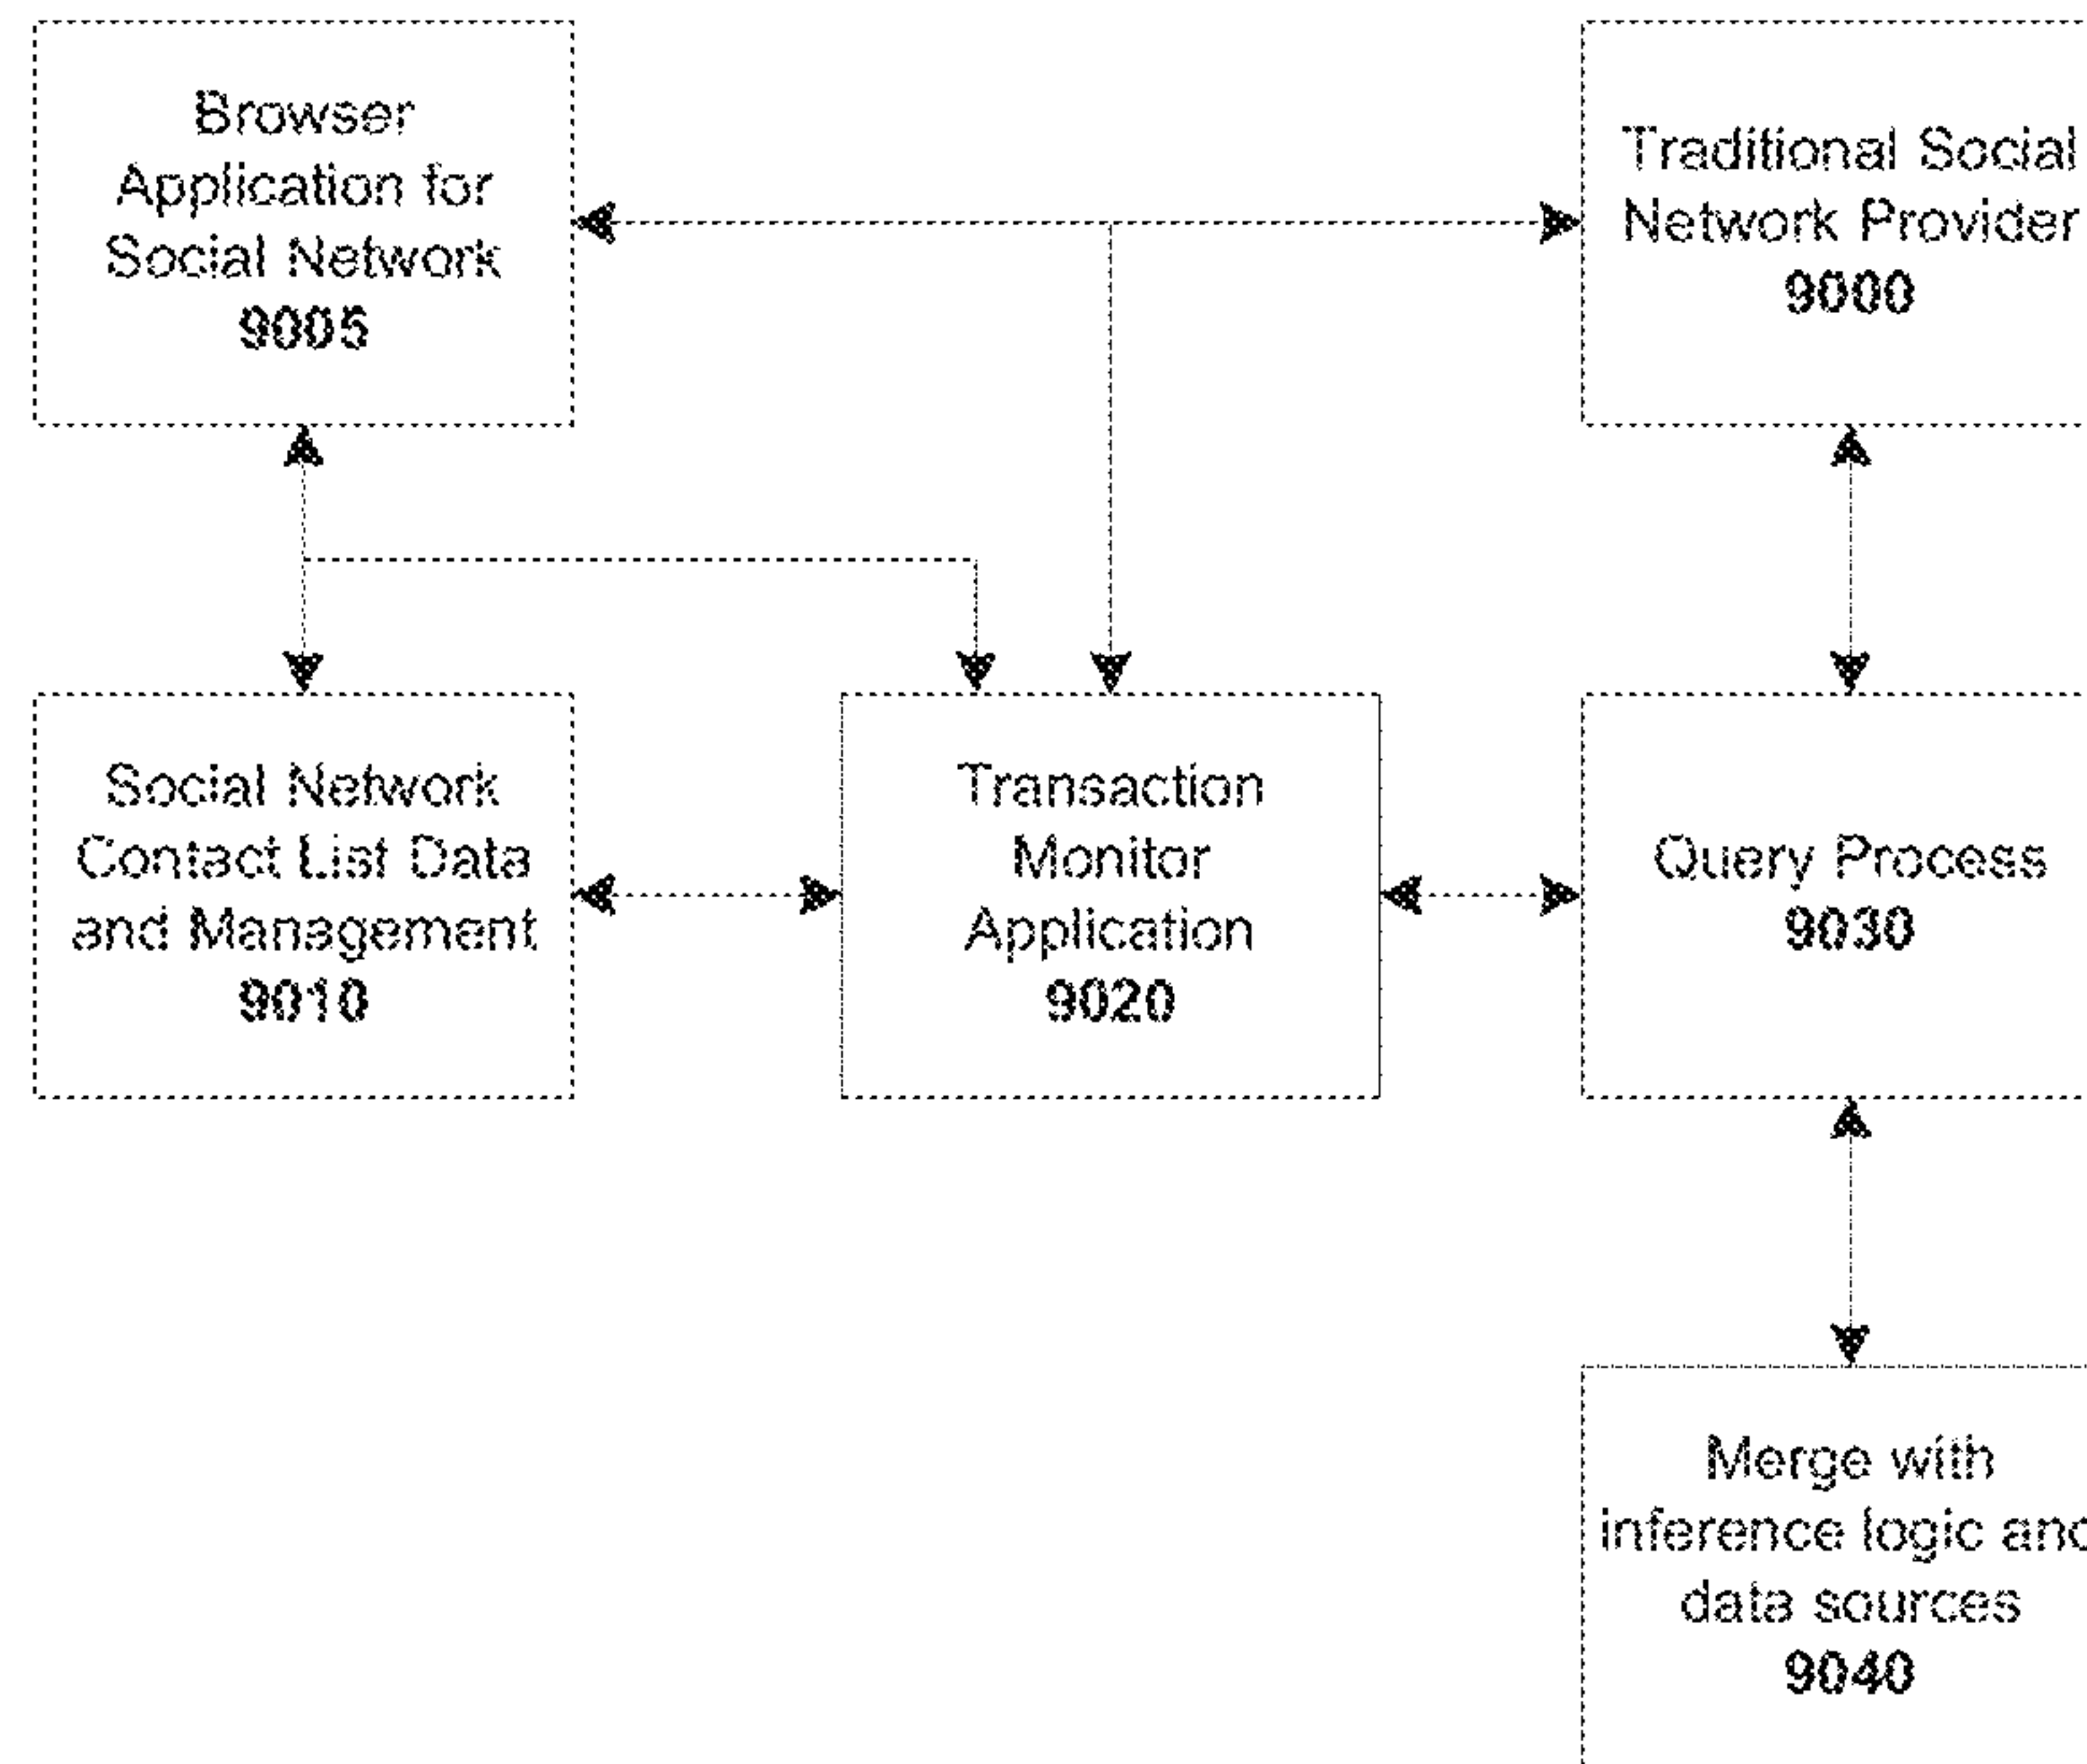 Browser
Application for
Social Network
9005
Traditional Social
Network Provider
9000
Social Network
Contact List Data
and Management
9010
Transaction
Monitor
Application
9020
Query Process
9030
Merge with
inference logic and
data sources
9040